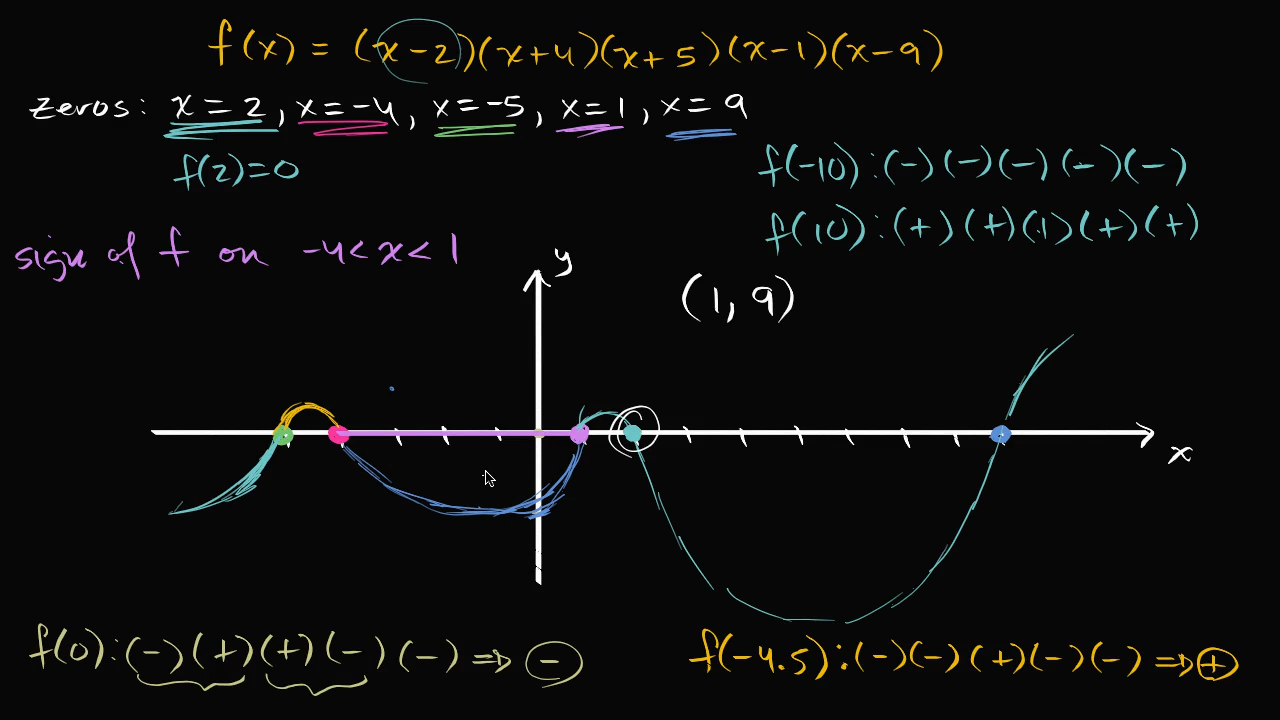 f(x) = (x-2)(x+4)(x+5)(x-1)(x-9)
zeros: x=2, x=-4, x=-5, x=1, x=9
f(2)=0
f(-10):(-)(-)(-)(-)(-)
f(10):(+)(+)(1)(+)(+)
sign of f on -4<x<1
y
(1,9)
x
f(0):(-)(+)(+)(-)(-) ⇒ -
f(-4.5):(-)(-)(+)(-)(-) ⇒ +